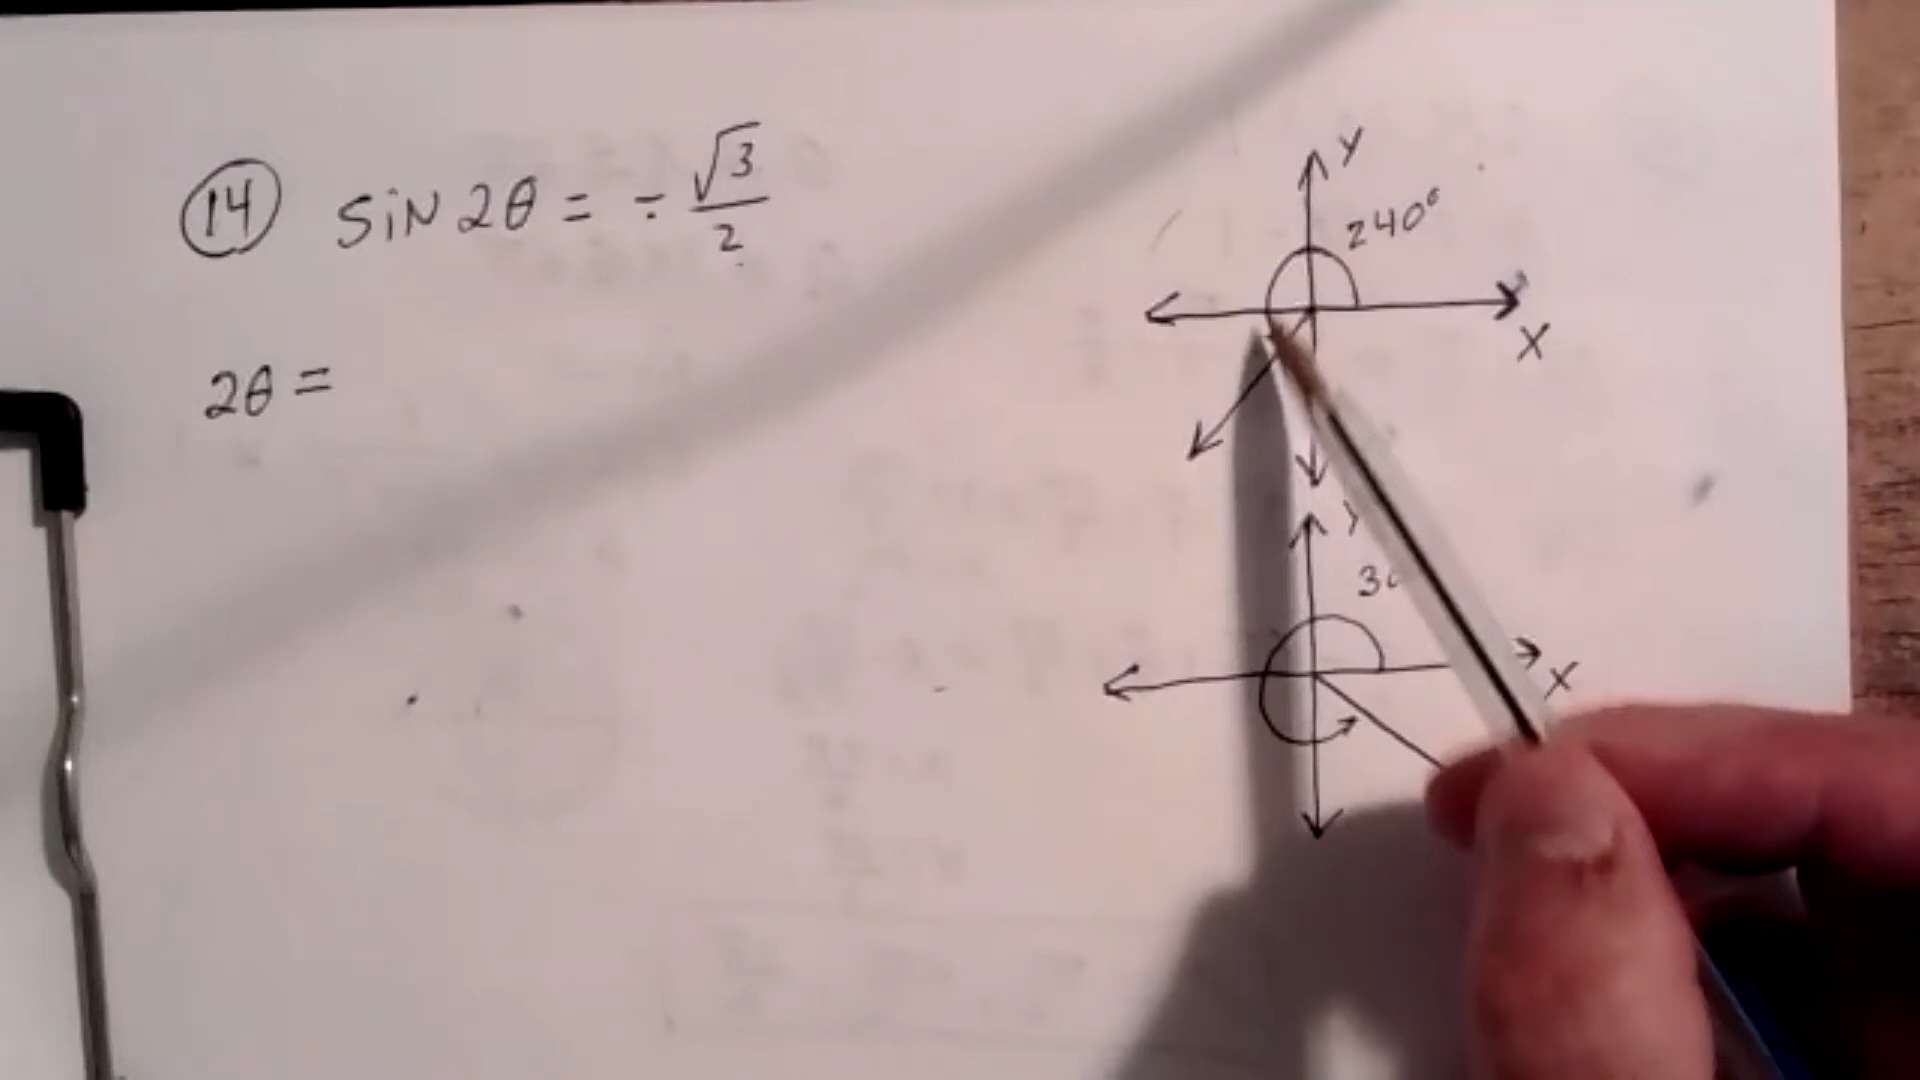 14 SiN 2θ = - √3/2
2θ =
y
240°
X
y
X